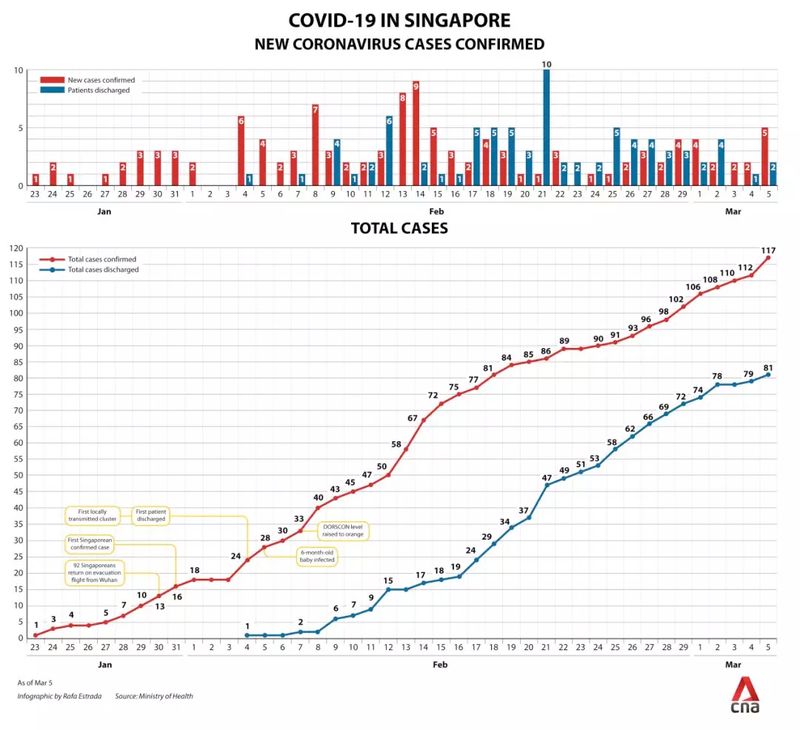 COVID-19 IN SINGAPORE
NEW CORONAVIRUS CASES CONFIRMED
10
5
0
New cases confirmed
Patients discharged
1 2 1 1 2 3 3 3 2 6 1 4 2 3 1 7 3 4 2 1 2 2 3 6 8 9 2 5 1 3 1 2 5 4 5 3 5 3 1 10 3 2 2 1 2 1 5 2 4 3 4 2 3 4 3 4 2 2 4 2 2 1 5 2
23 24 25 26 27 28 29 30 31 1 2 3 4 5 6 7 8 9 10 11 12 13 14 15 16 17 18 19 20 21 22 23 24 25 26 27 28 29 1 2 3 4 5
Jan Feb Mar
TOTAL CASES
Total cases confirmed
Total cases discharged
120
115
110
105
100
95
90
85
80
75
70
65
60
55
50
45
40
35
30
25
20
15
10
5
0
1 3 4 5 7 10 13 16 18 24 28 30 33 40 43 45 47 50 58 67 72 75 77 81 84 85 86 89 90 91 93 96 98 102 106 108 110 112 117
1 2 6 7 9 15 17 18 19 24 29 34 37 47 49 51 53 58 62 66 69 72 74 78 79 81
First locally
transmitted cluster
First patient
discharged
First Singaporean
confirmed case
92 Singaporeans
return on evacuation
flight from Wuhan
DORSCON level
raised to orange
6-month-old
baby infected
23 24 25 26 27 28 29 30 31 1 2 3 4 5 6 7 8 9 10 11 12 13 14 15 16 17 18 19 20 21 22 23 24 25 26 27 28 29 1 2 3 4 5
Jan Feb Mar
As of Mar 5
Infographic by Rafa Estrada Source: Ministry of Health
cna